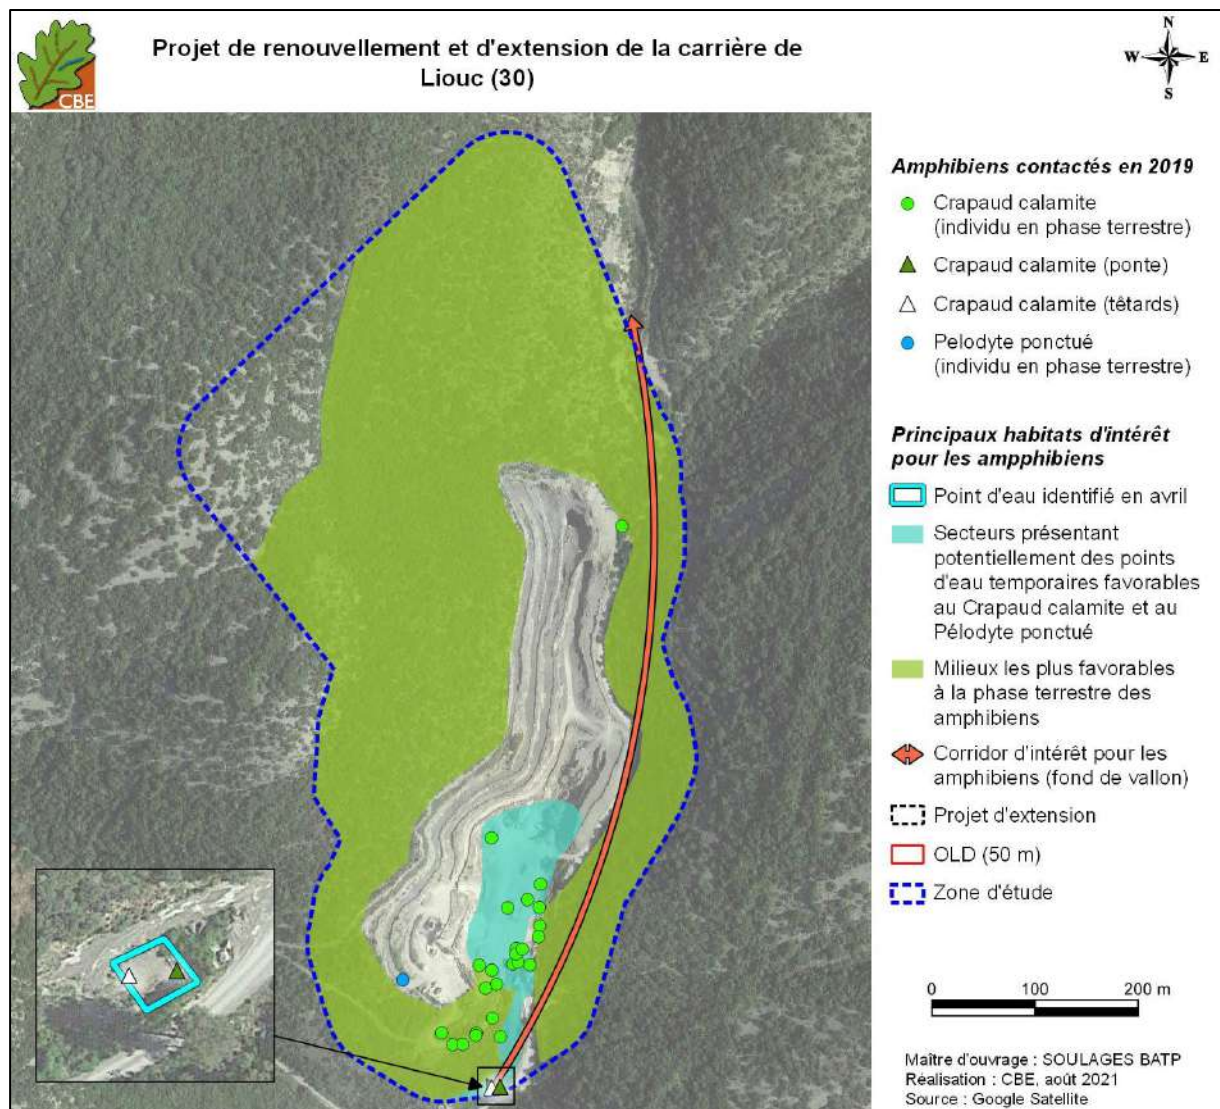 Projet de renouvellement et d'extension de la carrière de
Liouc (30)
CBE
N
W
E
S
Amphibiens contactés en 2019
Crapaud calamite
(individu en phase terrestre)
Crapaud calamite (ponte)
Crapaud calamite (têtards)
Pelodyte ponctué
(individu en phase terrestre)
Principaux habitats d'intérêt
pour les ampphibiens
Point d'eau identifié en avril
Secteurs présentant
potentiellement des points
d'eau temporaires favorables
au Crapaud calamite et au
Pélodyte ponctué
Milieux les plus favorables
à la phase terrestre des
amphibiens
Corridor d'intérêt pour les
amphibiens (fond de vallon)
Projet d'extension
OLD (50 m)
Zone d'étude
0 100 200 m
Maître d'ouvrage : SOULAGES BATP
Réalisation : CBE, août 2021
Source : Google Satellite